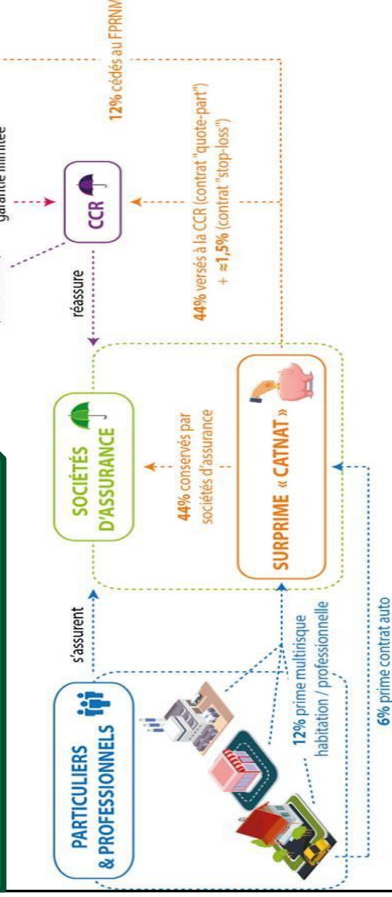 PARTICULIERS
& PROFESSIONNELS
s'assurent
SOCIÉTÉS
D'ASSURANCE
réassure
CCR
garantie illimitée
12% prime multirisque
habitation / professionnelle
6% prime contrat auto
SURPRIME « CATNAT »
44% conservés par
sociétés d'assurance
44% versés à la CCR (contrat "quote-part")
+ ≈1,5% (contrat "stop-loss")
12% cédés au FPRNM